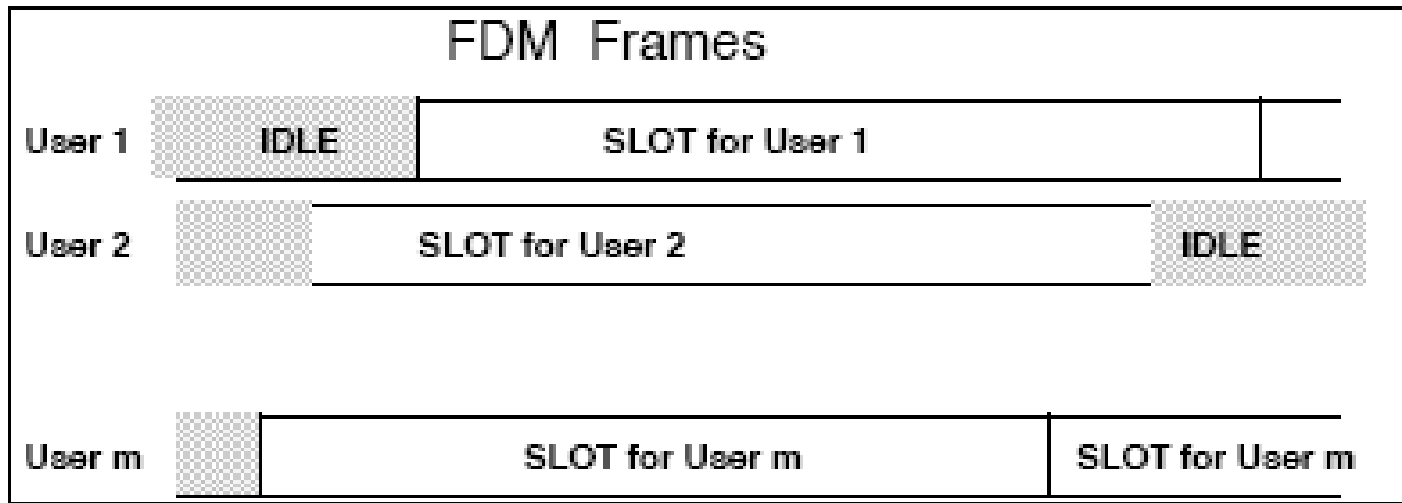 FDM Frames
User 1 IDLE SLOT for User 1
User 2 SLOT for User 2 IDLE
User m SLOT for User m SLOT for User m